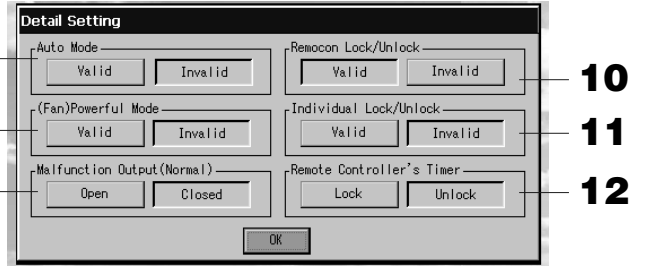 Detail Setting
Auto Mode
Valid Invalid
Remocon Lock/Unlock
Valid Invalid
10
(Fan)Powerful Mode
Valid Invalid
Individual Lock/Unlock
Valid Invalid
11
Malfunction Output(Normal)
Open Closed
Remote Controller's Timer
Lock Unlock
12
OK